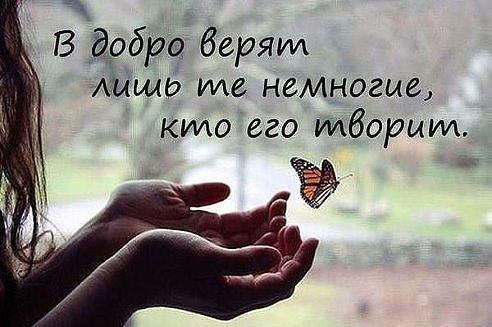 В добро верят
лишь те немногие,
кто его творит.